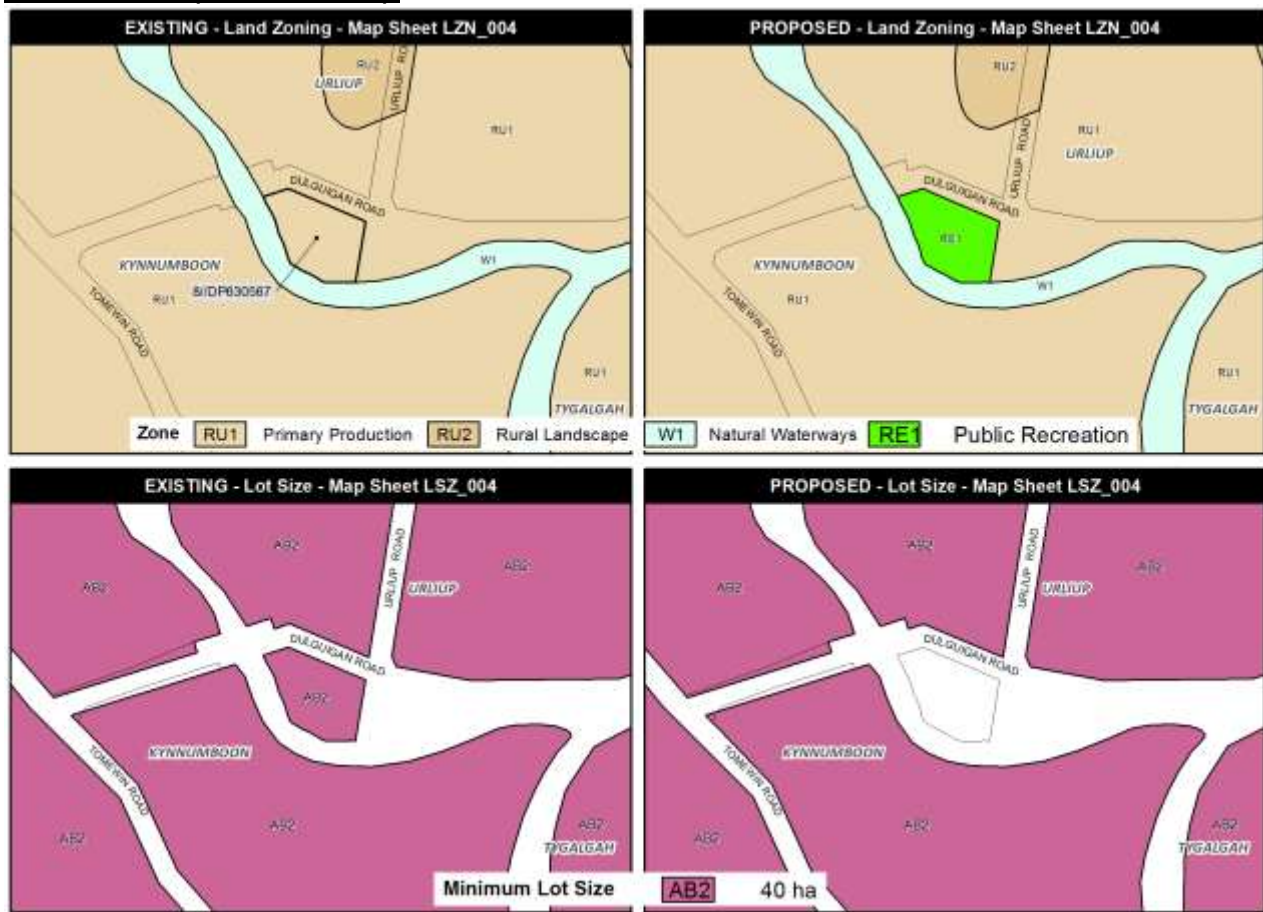 EXISTING - Land Zoning - Map Sheet LZN_004
RU2
URLIUP
URLIUP ROAD
RU1
DULGUIGAN ROAD
KYNNUMBOON
8//DP630567
W1
RU1
TOMEWIN ROAD
RU1
TYGALGAH
PROPOSED - Land Zoning - Map Sheet LZN_004
RU2
URLIUP ROAD
RU1
URLIUP
DULGUIGAN ROAD
RE1
KYNNUMBOON
W1
RU1
TOMEWIN ROAD
RU1
TYGALGAH
Zone RU1 Primary Production RU2 Rural Landscape W1 Natural Waterways RE1 Public Recreation
EXISTING - Lot Size - Map Sheet LSZ_004
AB2
AB2
AB2
URLIUP ROAD
URLIUP
DULGUIGAN ROAD
AB2
KYNNUMBOON
TOMEWIN ROAD
AB2
AB2
AB2
TYGALGAH
PROPOSED - Lot Size - Map Sheet LSZ_004
AB2
AB2
AB2
URLIUP ROAD
URLIUP
DULGUIGAN ROAD
KYNNUMBOON
TOMEWIN ROAD
AB2
AB2
AB2
TYGALGAH
Minimum Lot Size AB2 40 ha